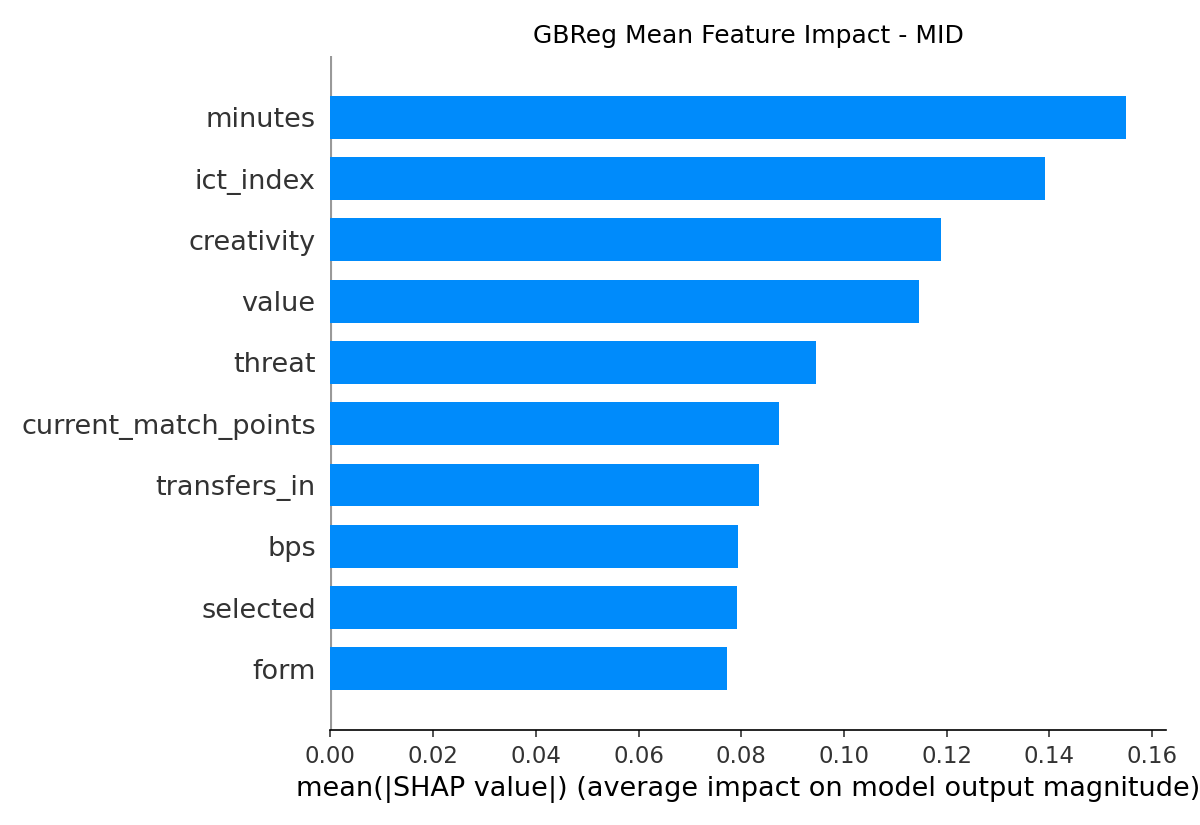 GBReg Mean Feature Impact - MID
minutes
ict_index
creativity
value
threat
current_match_points
transfers_in
bps
selected
form
0.00 0.02 0.04 0.06 0.08 0.10 0.12 0.14 0.16
mean(|SHAP value|) (average impact on model output magnitude)